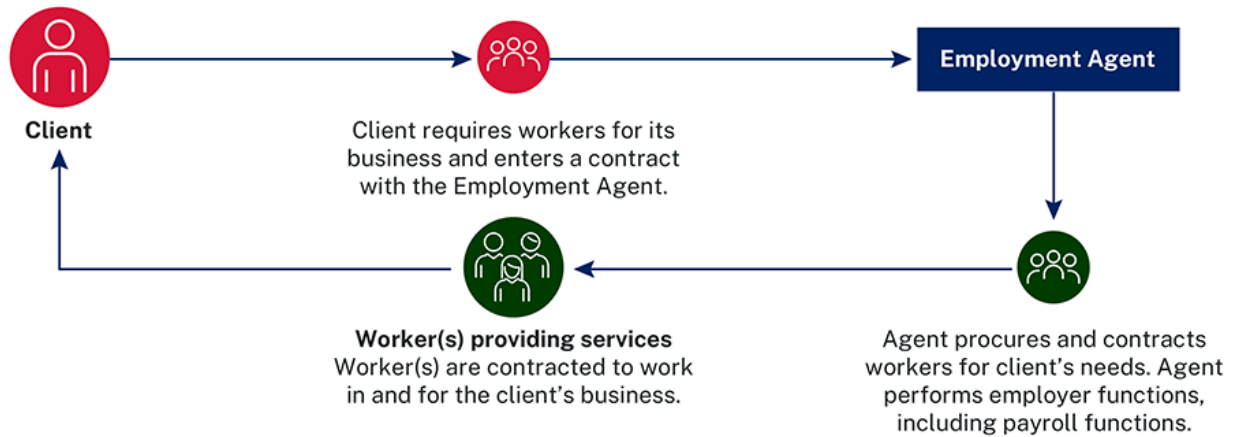 Employment Agent
Client
Client requires workers for its
business and enters a contract
with the Employment Agent.
Worker(s) providing services
Worker(s) are contracted to work
in and for the client's business.
Agent procures and contracts
workers for client's needs. Agent
performs employer functions,
including payroll functions.